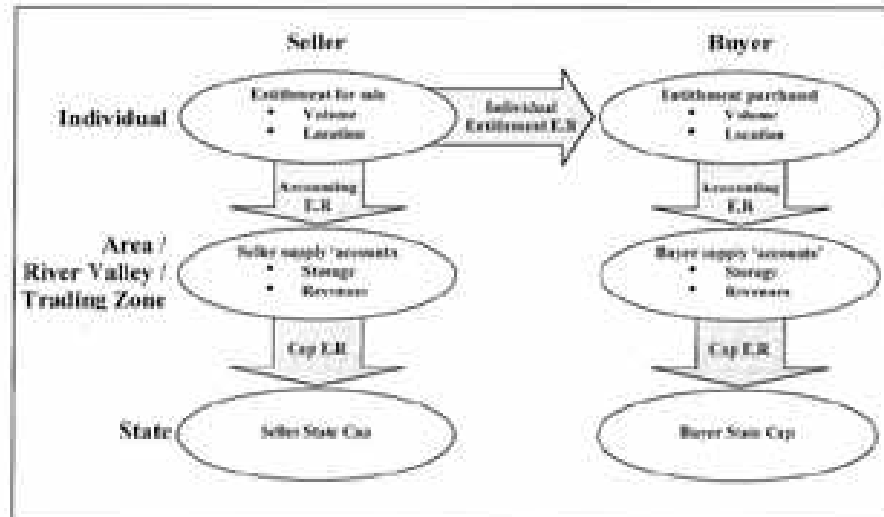 Seller
Buyer
Individual
Entitlement for sale
• Volume
• Location
Individual
Entitlement E.R
Entitlement purchased
• Volume
• Location
Accounting
E.R
Accounting
E.R
Area /
River Valley /
Trading Zone
Seller supply 'accounts
• Storage
• Revenues
Buyer supply 'accounts'
• Storage
• Revenues
Cap E.R
Cap E.R
State
Seller State Cap
Buyer State Cap